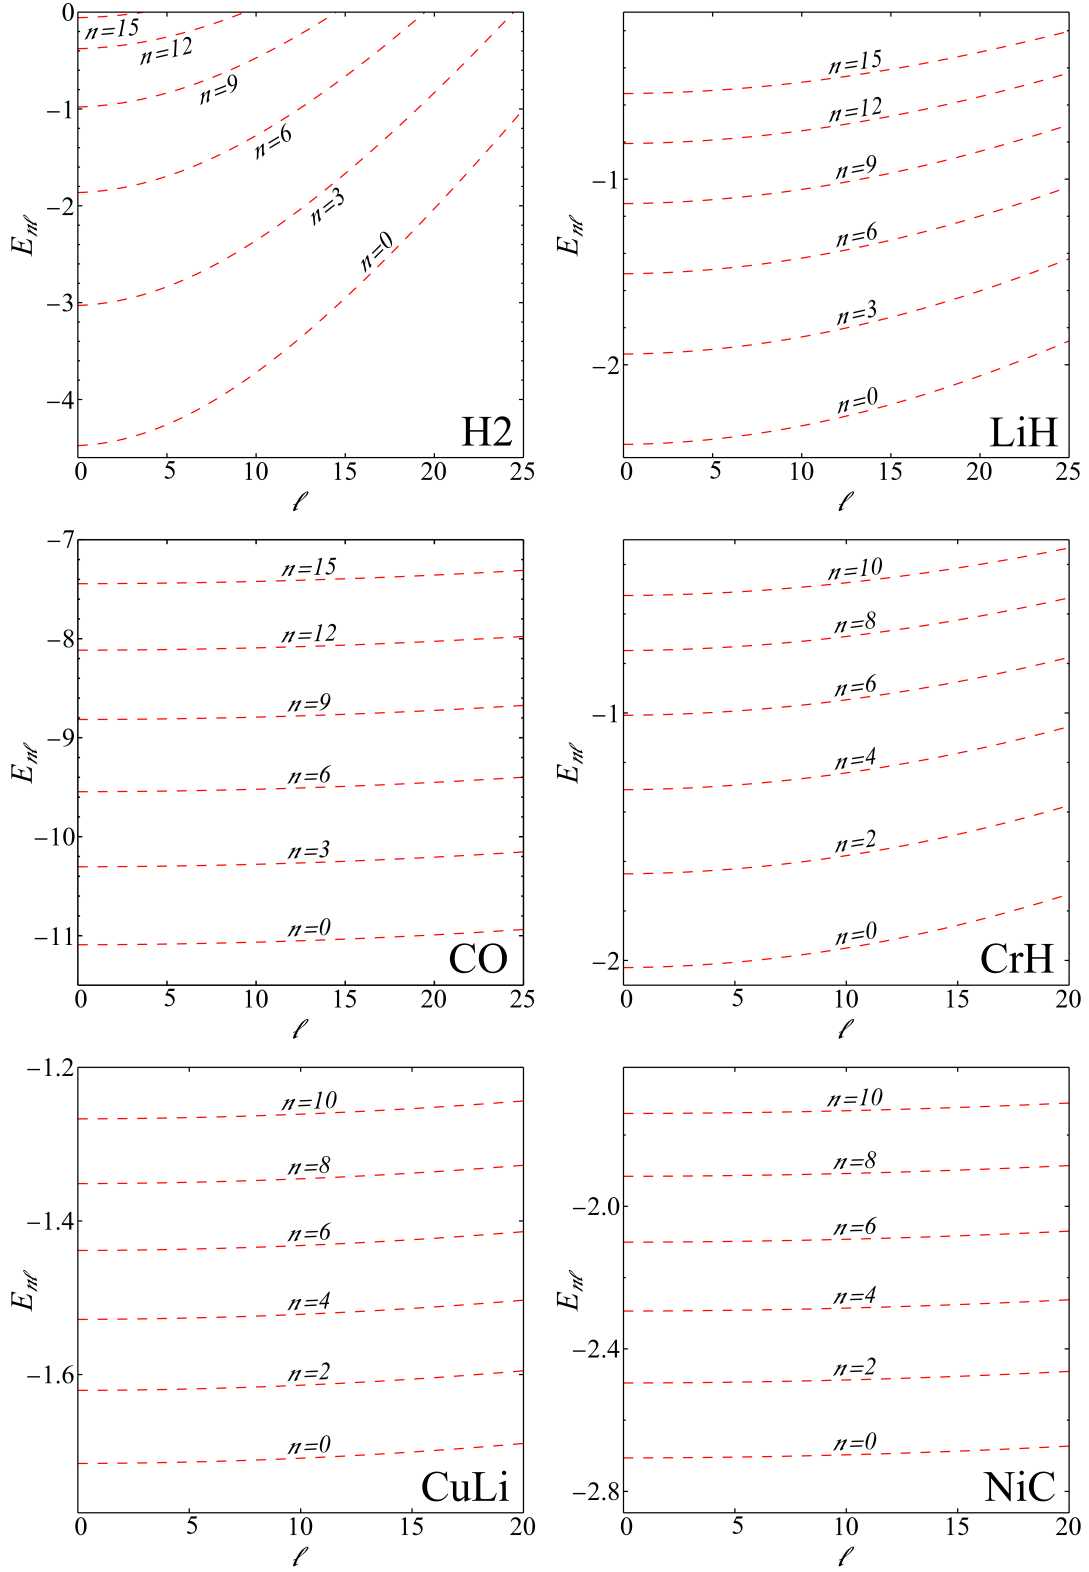 0
n=15
n=12
n=9
−1
n=6
−2
n=3
n=0
−3
−4
H2
0 5 10 15 20 25
ℓ
E_nℓ
n=15
n=12
n=9
−1
n=6
n=3
−2
n=0
LiH
0 5 10 15 20 25
ℓ
E_nℓ
−7
n=15
−8
n=12
n=9
−9
n=6
−10
n=3
n=0
−11
CO
0 5 10 15 20 25
ℓ
E_nℓ
n=10
n=8
n=6
−1
n=4
n=2
n=0
−2
CrH
0 5 10 15 20
ℓ
E_nℓ
−1.2
n=10
n=8
−1.4
n=6
n=4
−1.6
n=2
n=0
CuLi
0 5 10 15 20
ℓ
E_nℓ
n=10
n=8
−2.0
n=6
n=4
−2.4
n=2
n=0
−2.8
NiC
0 5 10 15 20
ℓ
E_nℓ